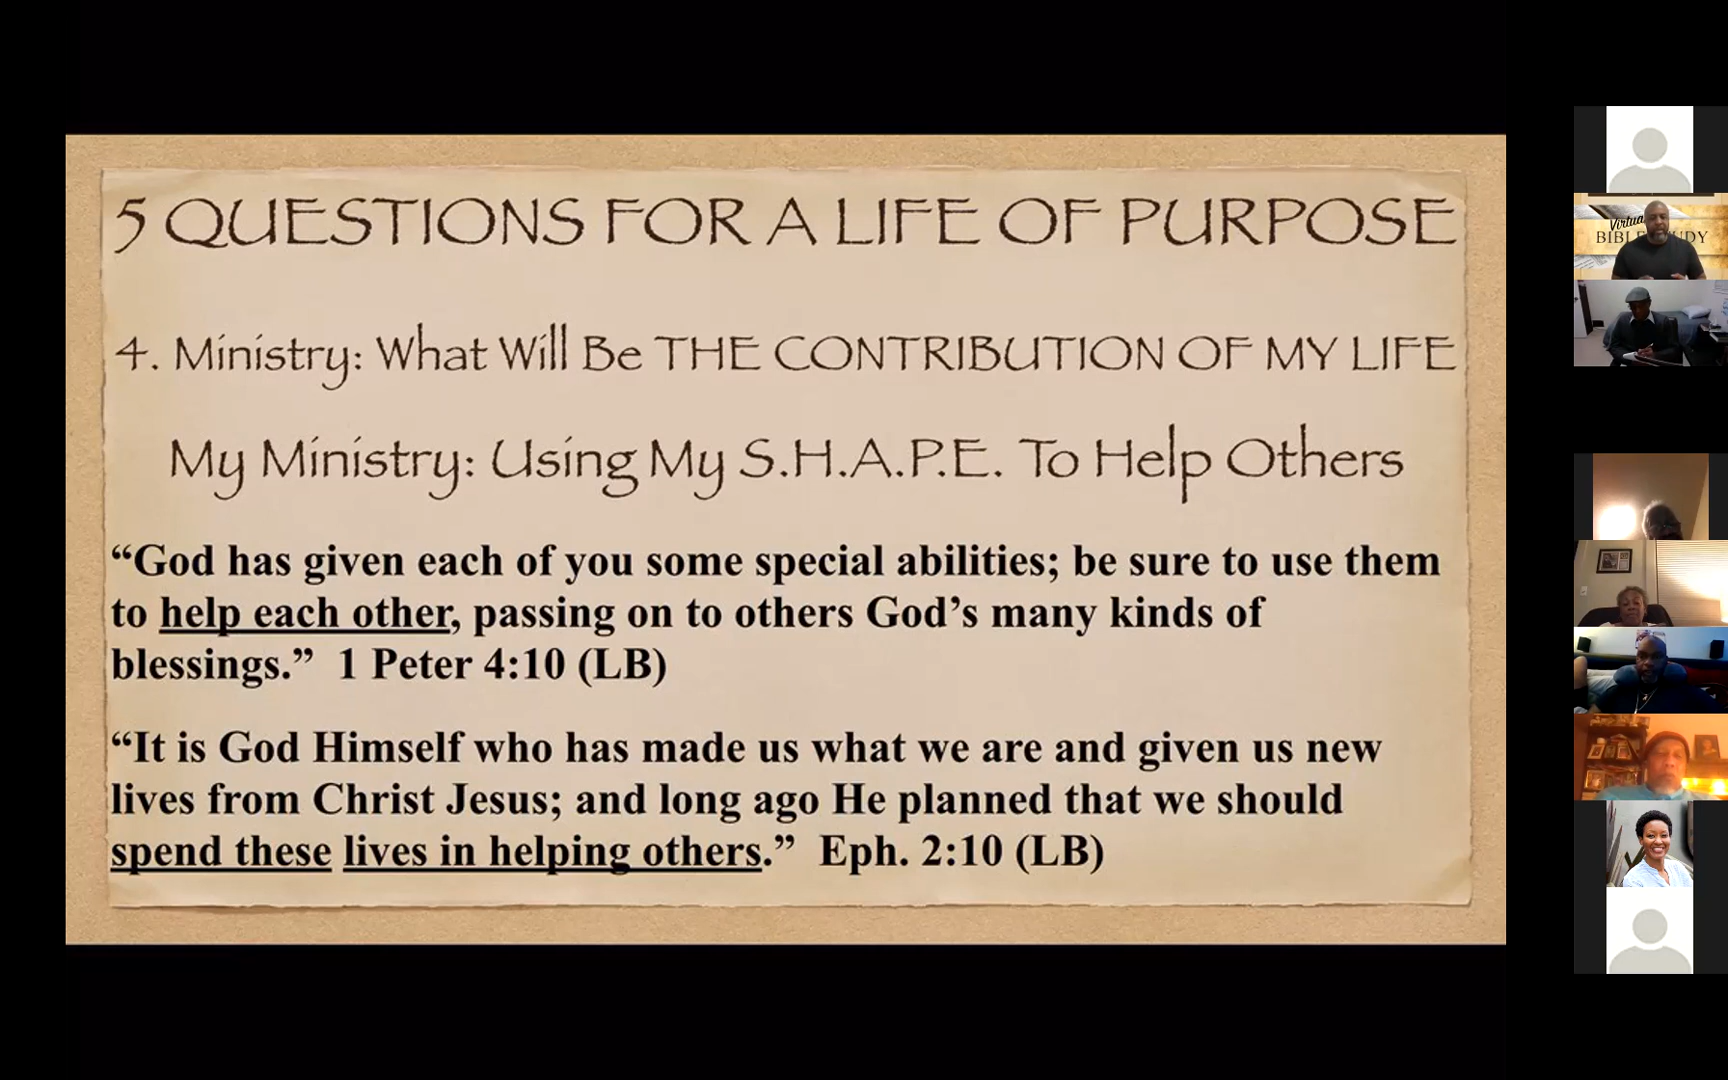 5 QUESTIONS FOR A LIFE OF PURPOSE
4. Ministry: What Will Be THE CONTRIBUTION OF MY LIFE
My Ministry: Using My S.H.A.P.E. To Help Others
“God has given each of you some special abilities; be sure to use them
to help each other, passing on to others God’s many kinds of
blessings.” 1 Peter 4:10 (LB)
“It is God Himself who has made us what we are and given us new
lives from Christ Jesus; and long ago He planned that we should
spend these lives in helping others.” Eph. 2:10 (LB)